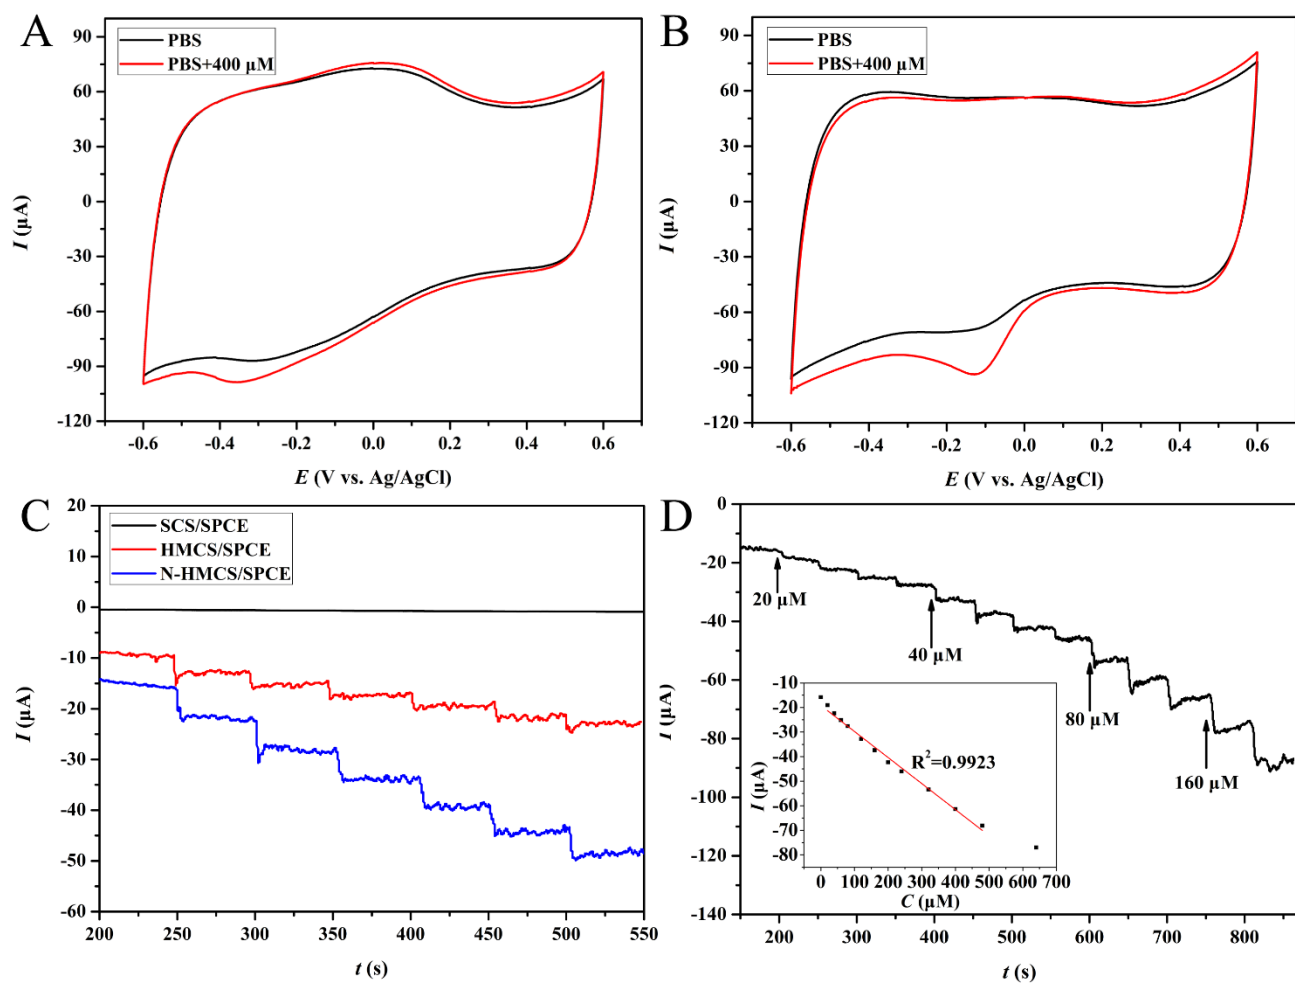 A
PBS
PBS+400 μM
90
60
30
0
-30
-60
-90
-120
I (μA)
-0.6 -0.4 -0.2 0.0 0.2 0.4 0.6
E (V vs. Ag/AgCl)
B
PBS
PBS+400 μM
90
60
30
0
-30
-60
-90
-120
I (μA)
-0.6 -0.4 -0.2 0.0 0.2 0.4 0.6
E (V vs. Ag/AgCl)
C
SCS/SPCE
HMCS/SPCE
N-HMCS/SPCE
20
10
0
-10
-20
-30
-40
-50
-60
I (μA)
200 250 300 350 400 450 500 550
t (s)
D
0
-20
-40
-60
-80
-100
-120
-140
I (μA)
20 μM
40 μM
80 μM
160 μM
-10
-20
-30
-40
-50
-60
-70
-80
I (μA)
R²=0.9923
0 100 200 300 400 500 600 700
C (μM)
200 300 400 500 600 700 800
t (s)